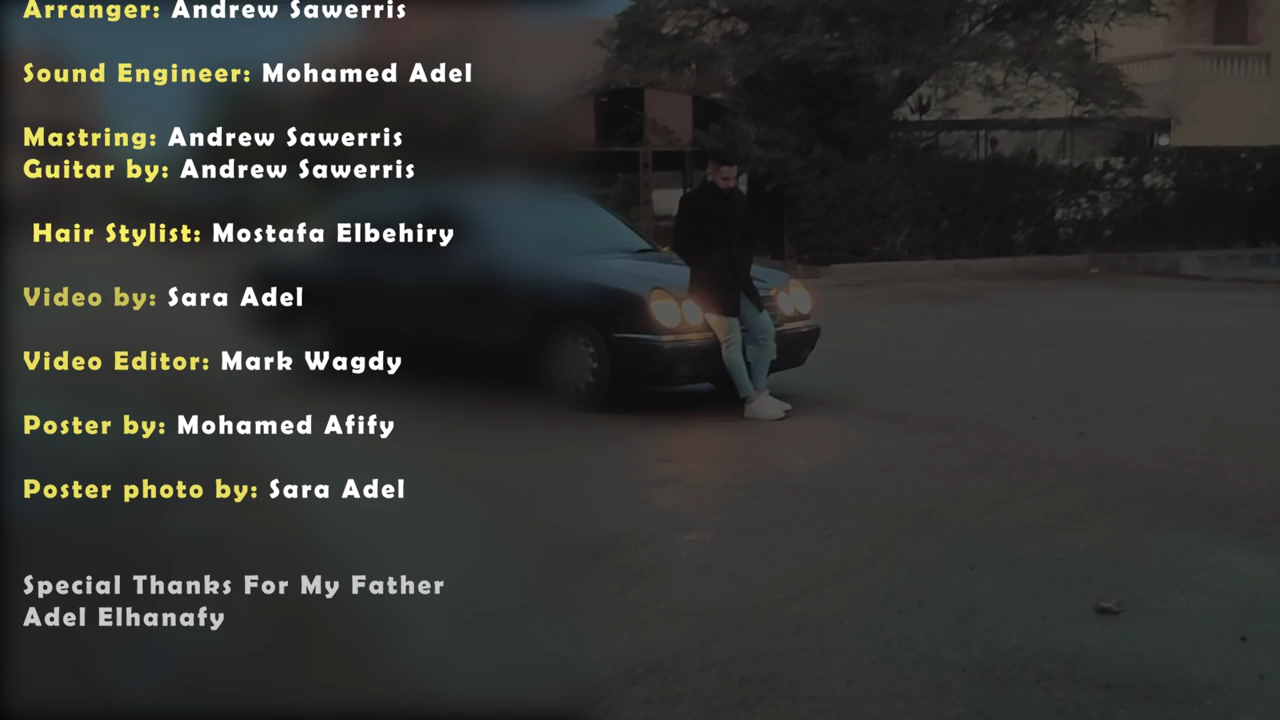 Arranger: Andrew Sawerris
Sound Engineer: Mohamed Adel
Mastring: Andrew Sawerris
Guitar by: Andrew Sawerris
Hair Stylist: Mostafa Elbehiry
Video by: Sara Adel
Video Editor: Mark Wagdy
Poster by: Mohamed Afify
Poster photo by: Sara Adel
Special Thanks For My Father
Adel Elhanafy